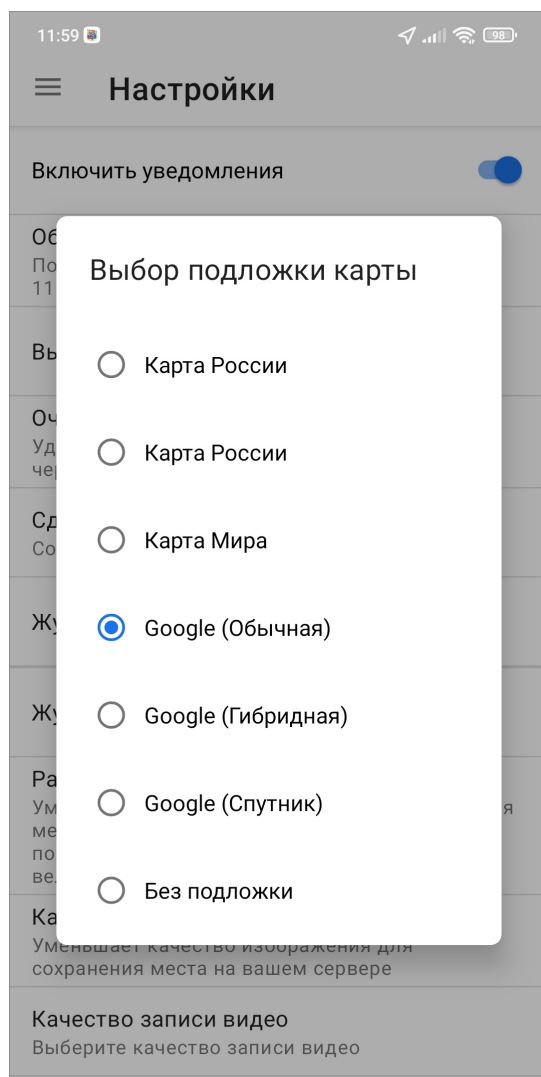 11:59
98
Настройки
Включить уведомления
Выбор подложки карты
Карта России
Карта России
Карта Мира
Google (Обычная)
Google (Гибридная)
Google (Спутник)
Без подложки
Уменьшает качество изображения для
сохранения места на вашем сервере
Качество записи видео
Выберите качество записи видео